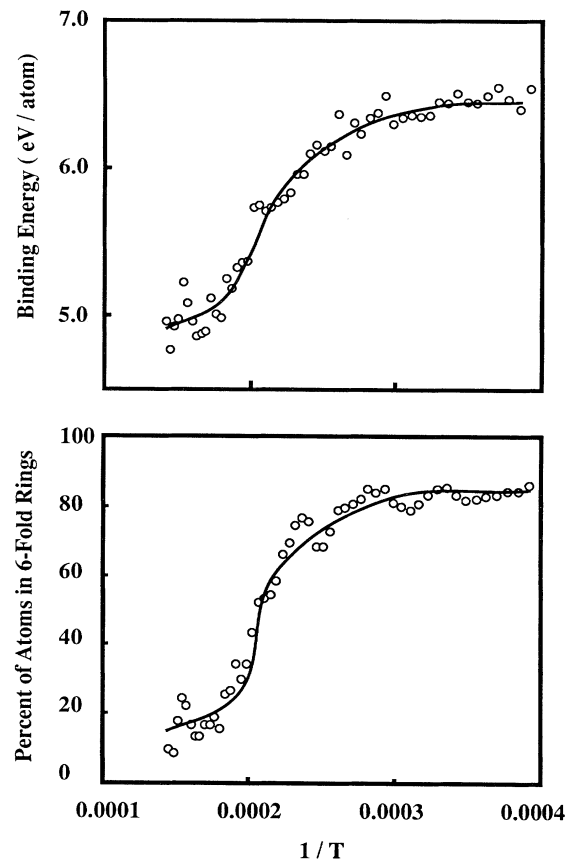 7.0
6.0
5.0
Binding Energy ( eV / atom)
100
80
60
40
20
0
Percent of Atoms in 6-Fold Rings
0.0001 0.0002 0.0003 0.0004
1 / T